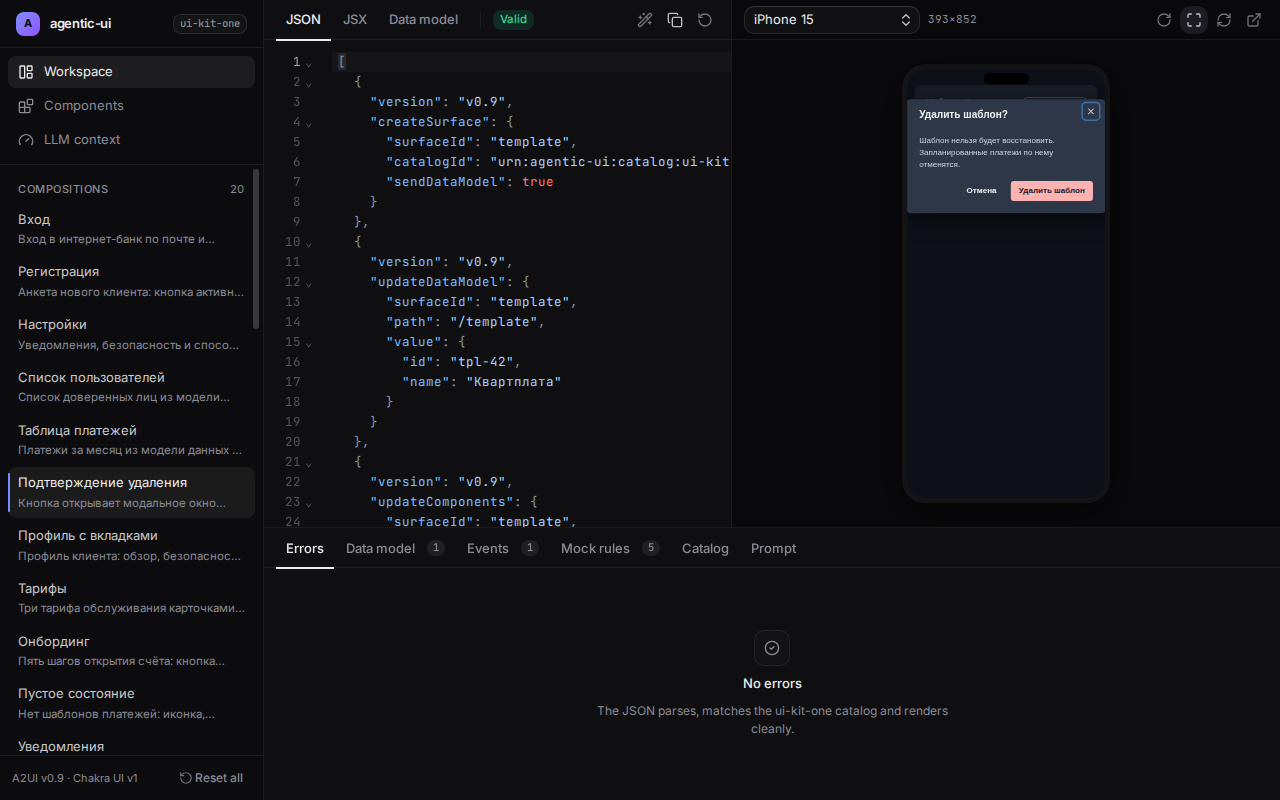 A agentic-ui ui-kit-one
Workspace
Components
LLM context
COMPOSITIONS 20
Вход
Вход в интернет-банк по почте и…
Регистрация
Анкета нового клиента: кнопка активн…
Настройки
Уведомления, безопасность и спосо…
Список пользователей
Список доверенных лиц из модели…
Таблица платежей
Платежи за месяц из модели данных …
Подтверждение удаления
Кнопка открывает модальное окно…
Профиль с вкладками
Профиль клиента: обзор, безопаснос…
Тарифы
Три тарифа обслуживания карточками…
Онбординг
Пять шагов открытия счёта: кнопка…
Пустое состояние
Нет шаблонов платежей: иконка,…
Уведомления
A2UI v0.9 · Chakra UI v1 Reset all
JSON JSX Data model Valid
1 [
2 {
3 "version": "v0.9",
4 "createSurface": {
5 "surfaceId": "template",
6 "catalogId": "urn:agentic-ui:catalog:ui-kit
7 "sendDataModel": true
8 }
9 },
10 {
11 "version": "v0.9",
12 "updateDataModel": {
13 "surfaceId": "template",
14 "path": "/template",
15 "value": {
16 "id": "tpl-42",
17 "name": "Квартплата"
18 }
19 }
20 },
21 {
22 "version": "v0.9",
23 "updateComponents": {
24 "surfaceId": "template",
iPhone 15 393×852
Удалить шаблон?
Шаблон нельзя будет восстановить.
Запланированные платежи по нему
отменятся.
Отмена Удалить шаблон
Errors Data model 1 Events 1 Mock rules 5 Catalog Prompt
No errors
The JSON parses, matches the ui-kit-one catalog and renders
cleanly.